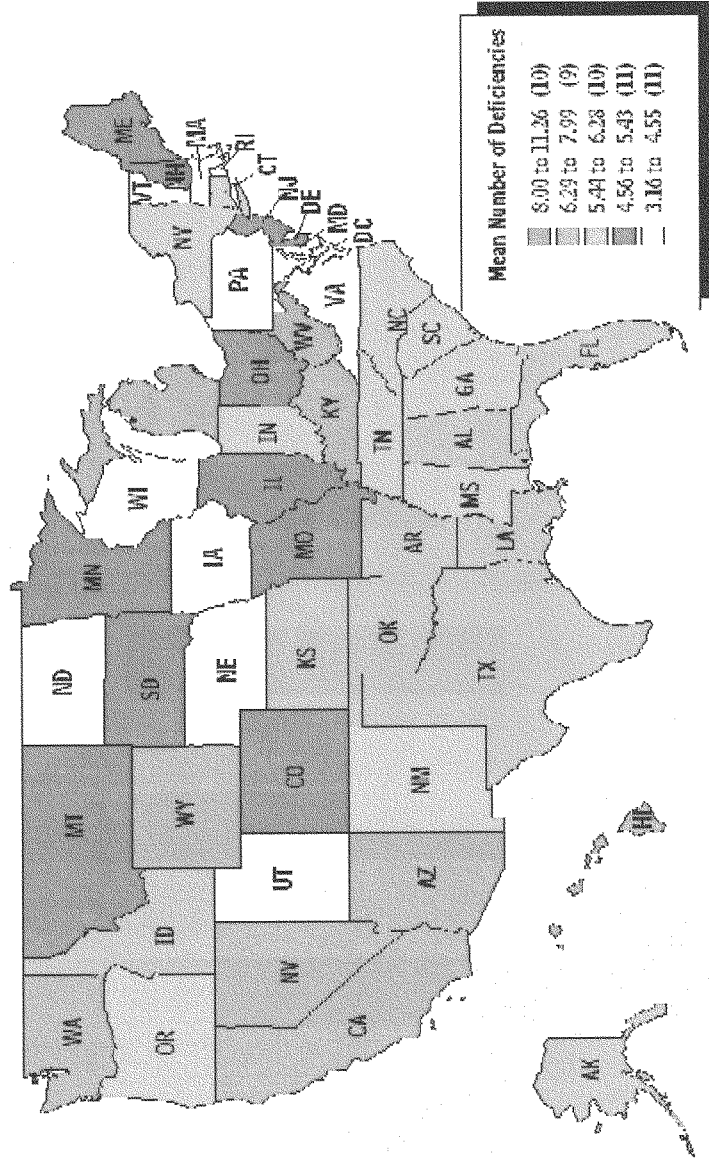 WA
MT
ND
MN
ME
VT
NH
OR
ID
SD
WI
NY
MA
RI
CT
WY
IA
PA
NJ
NE
IL
IN
OH
DE
NV
UT
CO
MD
DC
KS
MO
KY
WV
VA
CA
AZ
NM
OK
AR
TN
NC
SC
TX
LA
MS
AL
GA
FL
AK
HI
Mean Number of Deficiencies
8.00 to 11.26 (10)
6.29 to 7.99 (9)
5.44 to 6.28 (10)
4.56 to 5.43 (11)
3.16 to 4.55 (11)